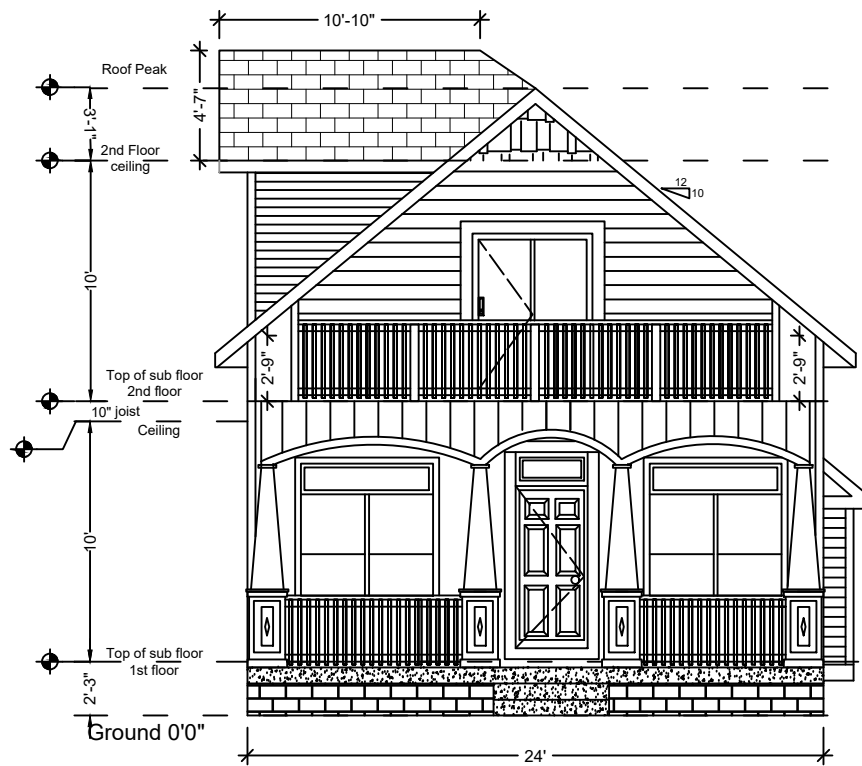 10'-10"
Roof Peak
4'-7"
3'-1"
2nd Floor
ceiling
12
10
10'
2'-9"
2'-9"
Top of sub floor
2nd floor
10" joist
Ceiling
10'
Top of sub floor
1st floor
2'-3"
Ground 0'0"
24'